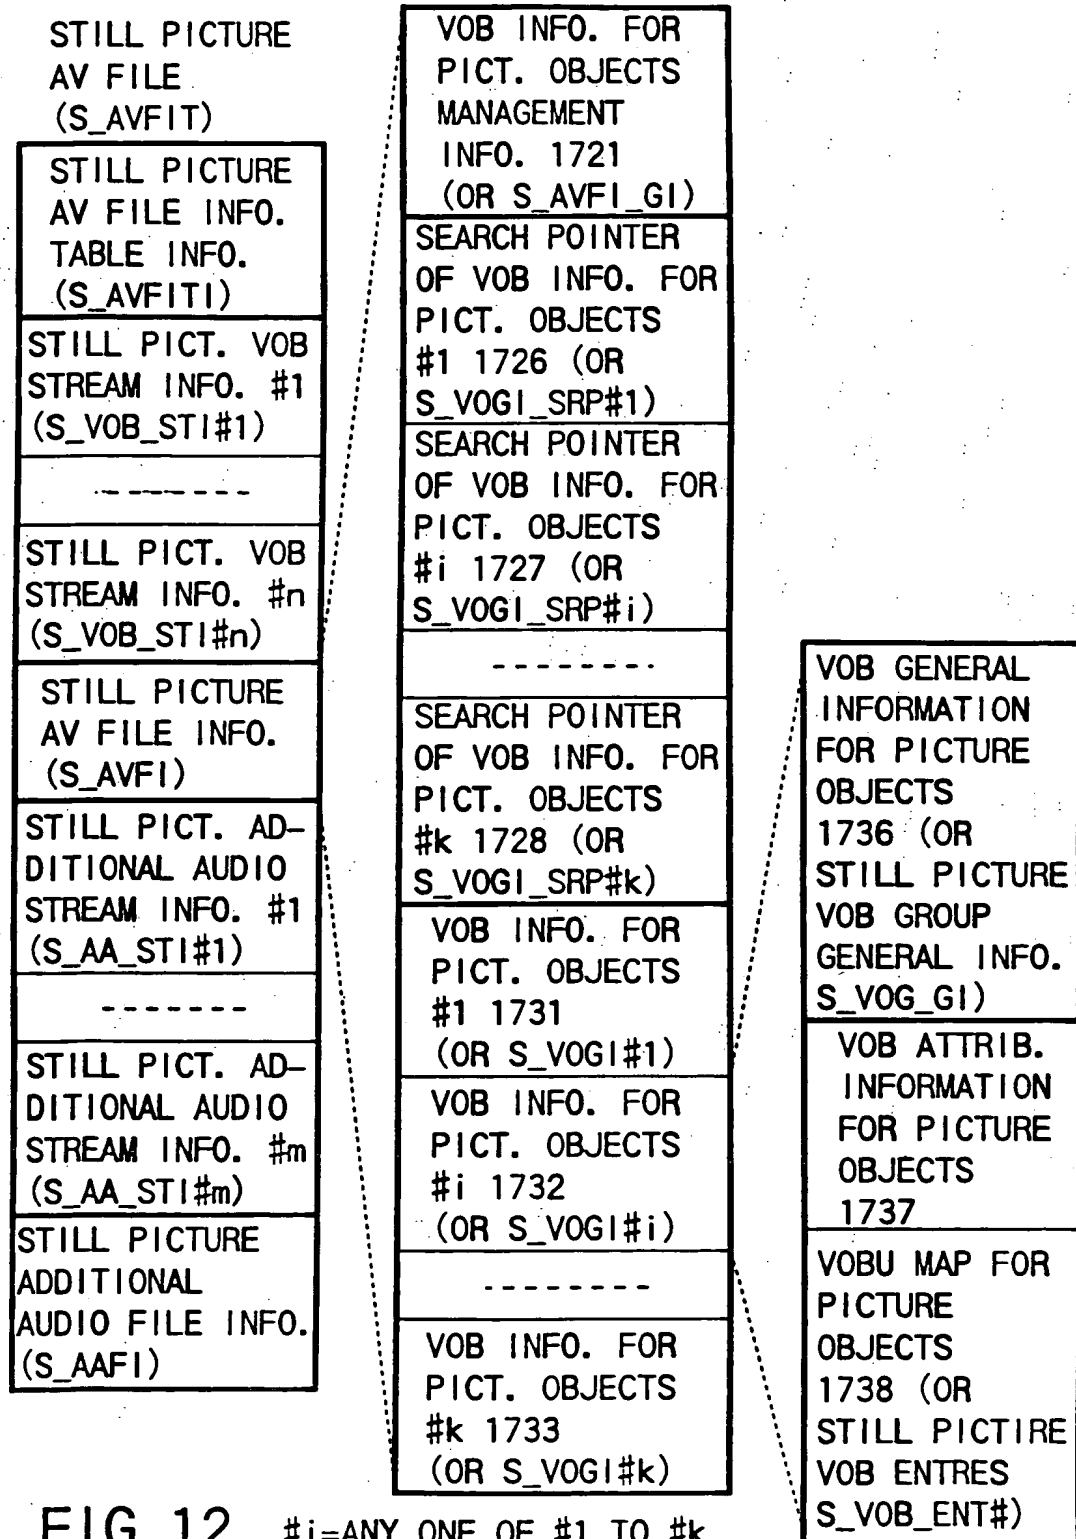 STILL PICTURE
AV FILE
(S_AVFIT)
STILL PICTURE
AV FILE INFO.
TABLE INFO.
(S_AVFITI)
STILL PICT. VOB
STREAM INFO. #1
(S_VOB_STI#1)
-------
STILL PICT. VOB
STREAM INFO. #n
(S_VOB_STI#n)
STILL PICTURE
AV FILE INFO.
(S_AVFI)
STILL PICT. AD-
DITIONAL AUDIO
STREAM INFO. #1
(S_AA_STI#1)
-------
STILL PICT. AD-
DITIONAL AUDIO
STREAM INFO. #m
(S_AA_STI#m)
STILL PICTURE
ADDITIONAL
AUDIO FILE INFO.
(S_AAFI)
VOB INFO. FOR
PICT. OBJECTS
MANAGEMENT
INFO. 1721
(OR S_AVFI_GI)
SEARCH POINTER
OF VOB INFO. FOR
PICT. OBJECTS
#1 1726 (OR
S_VOGI_SRP#1)
SEARCH POINTER
OF VOB INFO. FOR
PICT. OBJECTS
#i 1727 (OR
S_VOGI_SRP#i)
--------
SEARCH POINTER
OF VOB INFO. FOR
PICT. OBJECTS
#k 1728 (OR
S_VOGI_SRP#k)
VOB INFO. FOR
PICT. OBJECTS
#1 1731
(OR S_VOGI#1)
VOB INFO. FOR
PICT. OBJECTS
#i 1732
(OR S_VOGI#i)
--------
VOB INFO. FOR
PICT. OBJECTS
#k 1733
(OR S_VOGI#k)
VOB GENERAL
INFORMATION
FOR PICTURE
OBJECTS
1736 (OR
STILL PICTURE
VOB GROUP
GENERAL INFO.
S_VOG_GI)
VOB ATTRIB.
INFORMATION
FOR PICTURE
OBJECTS
1737
VOBU MAP FOR
PICTURE
OBJECTS
1738 (OR
STILL PICTIRE
VOB ENTRES
S_VOB_ENT#)
FIG. 12 #i=ANY ONE OF #1 TO #k